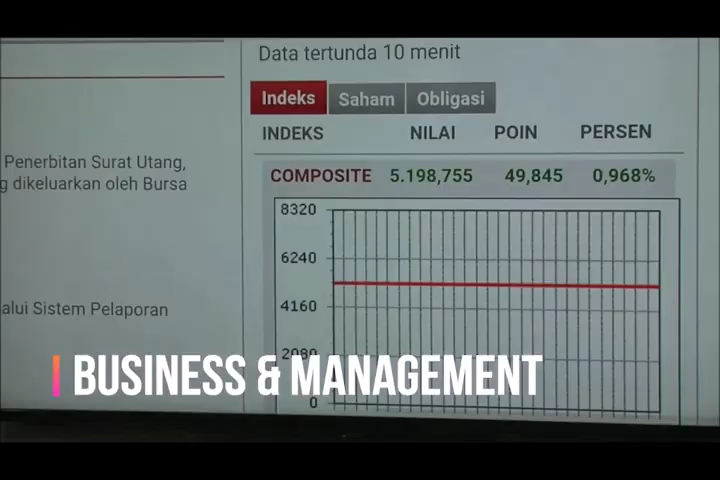 Data tertunda 10 menit
Indeks Saham Obligasi
INDEKS NILAI POIN PERSEN
COMPOSITE 5.198,755 49,845 0,968%
Penerbitan Surat Utang,
dikeluarkan oleh Bursa
Sistem Pelaporan
8320
6240
4160
2080
0
BUSINESS & MANAGEMENT